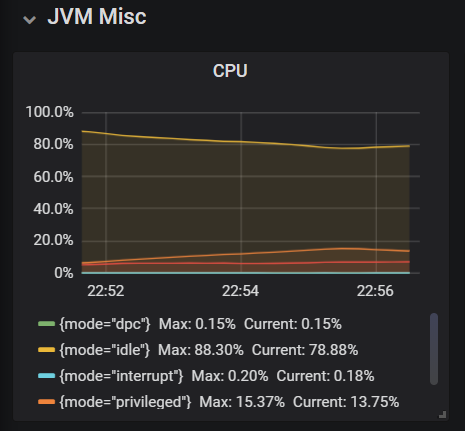 JVM Misc
CPU
100.0%
80.0%
60.0%
40.0%
20.0%
0%
22:52 22:54 22:56
{mode="dpc"} Max: 0.15% Current: 0.15%
{mode="idle"} Max: 88.30% Current: 78.88%
{mode="interrupt"} Max: 0.20% Current: 0.18%
{mode="privileged"} Max: 15.37% Current: 13.75%